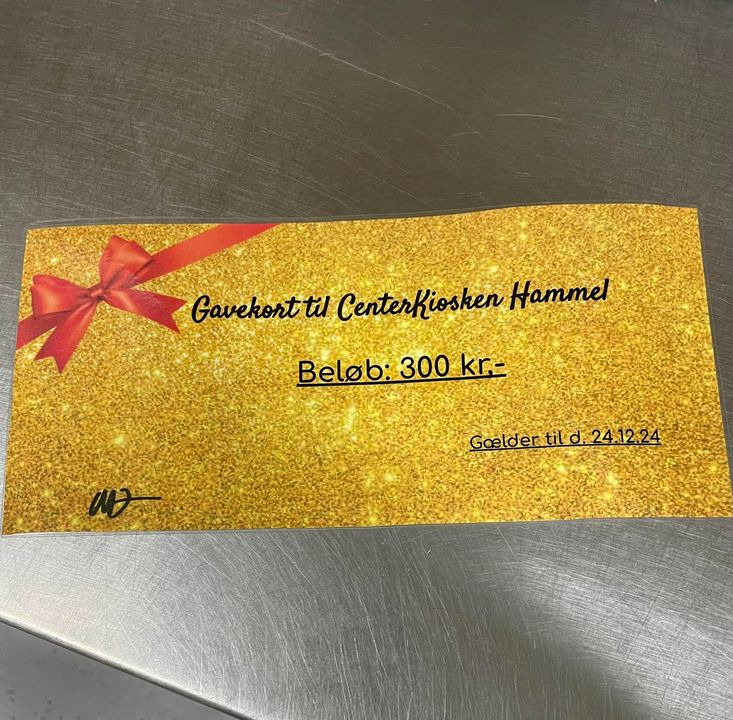 Gavekort til CenterKiosken Hammel
Beløb: 300 kr,-
Gælder til d. 24.12.24